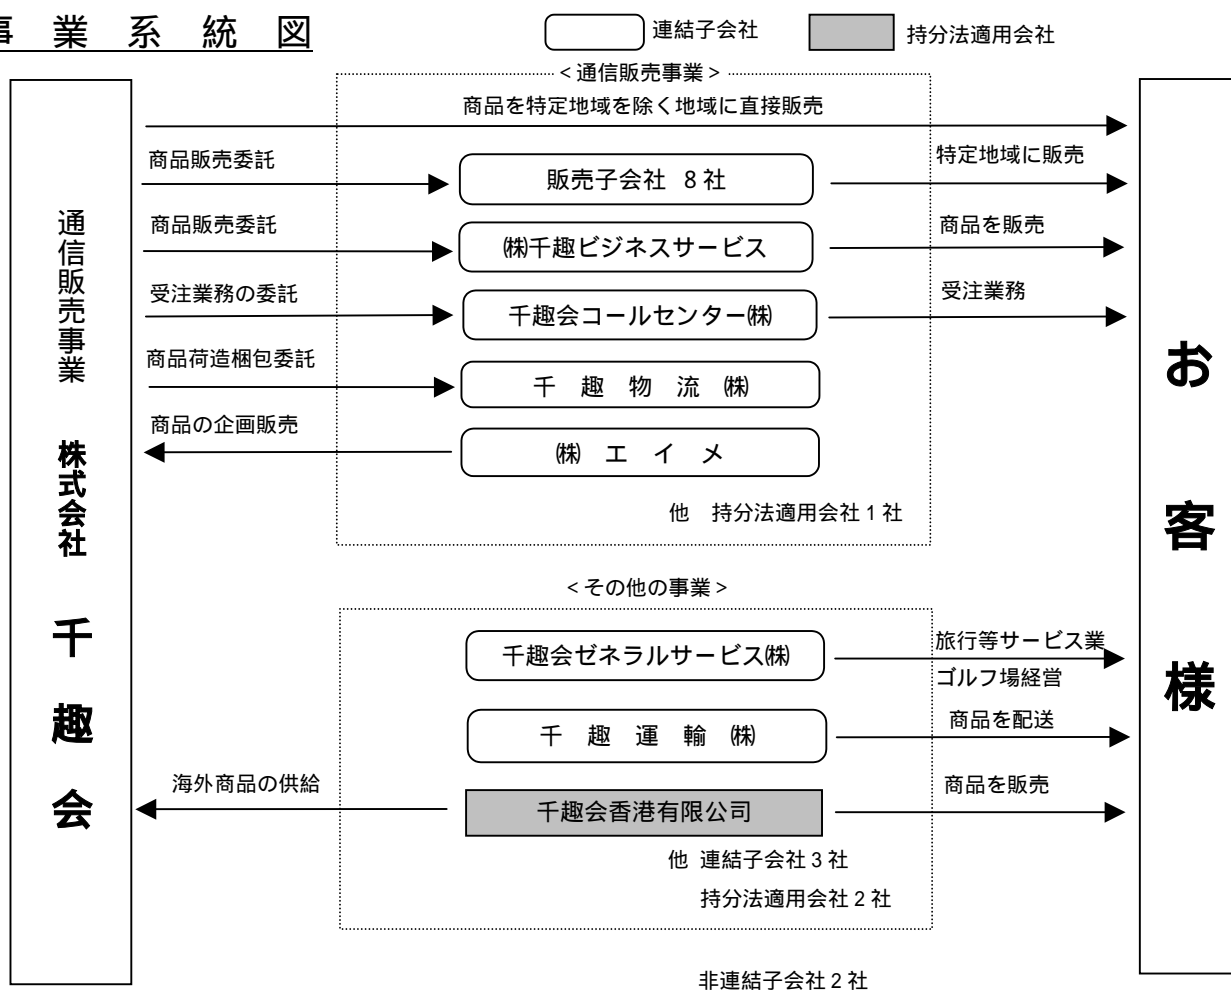 事 業 系 統 図
連結子会社
持分法適用会社
<通信販売事業>
商品を特定地域を除く地域に直接販売
商品販売委託
販売子会社 8社
特定地域に販売
商品販売委託
㈱千趣ビジネスサービス
商品を販売
受注業務の委託
千趣会コールセンター㈱
受注業務
商品荷造梱包委託
千 趣 物 流 ㈱
商品の企画販売
㈱ エ イ メ
他 持分法適用会社1社
通信販売事業 株式会社 千趣会
お客様
<その他の事業>
千趣会ゼネラルサービス㈱
旅行等サービス業
ゴルフ場経営
千 趣 運 輸 ㈱
商品を配送
海外商品の供給
千趣会香港有限公司
商品を販売
他 連結子会社3社
持分法適用会社2社
非連結子会社2社